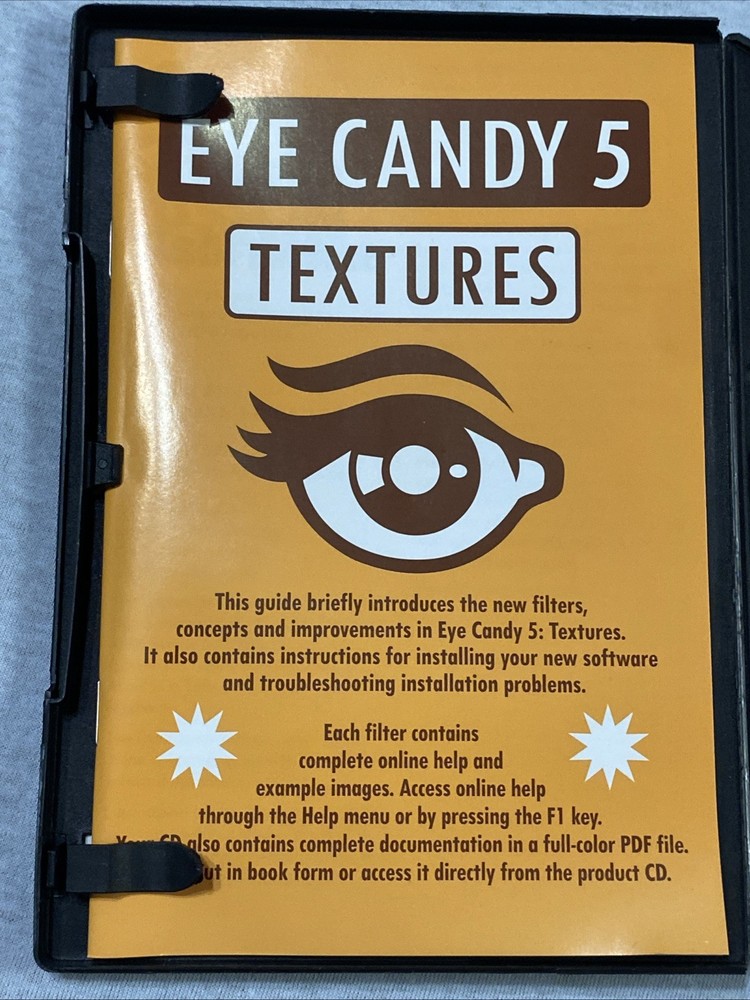 EYE CANDY 5
TEXTURES
This guide briefly introduces the new filters,
concepts and improvements in Eye Candy 5: Textures.
It also contains instructions for installing your new software
and troubleshooting installation problems.
Each filter contains
complete online help and
example images. Access online help
through the Help menu or by pressing the F1 key.
Your CD also contains complete documentation in a full-color PDF file.
in book form or access it directly from the product CD.